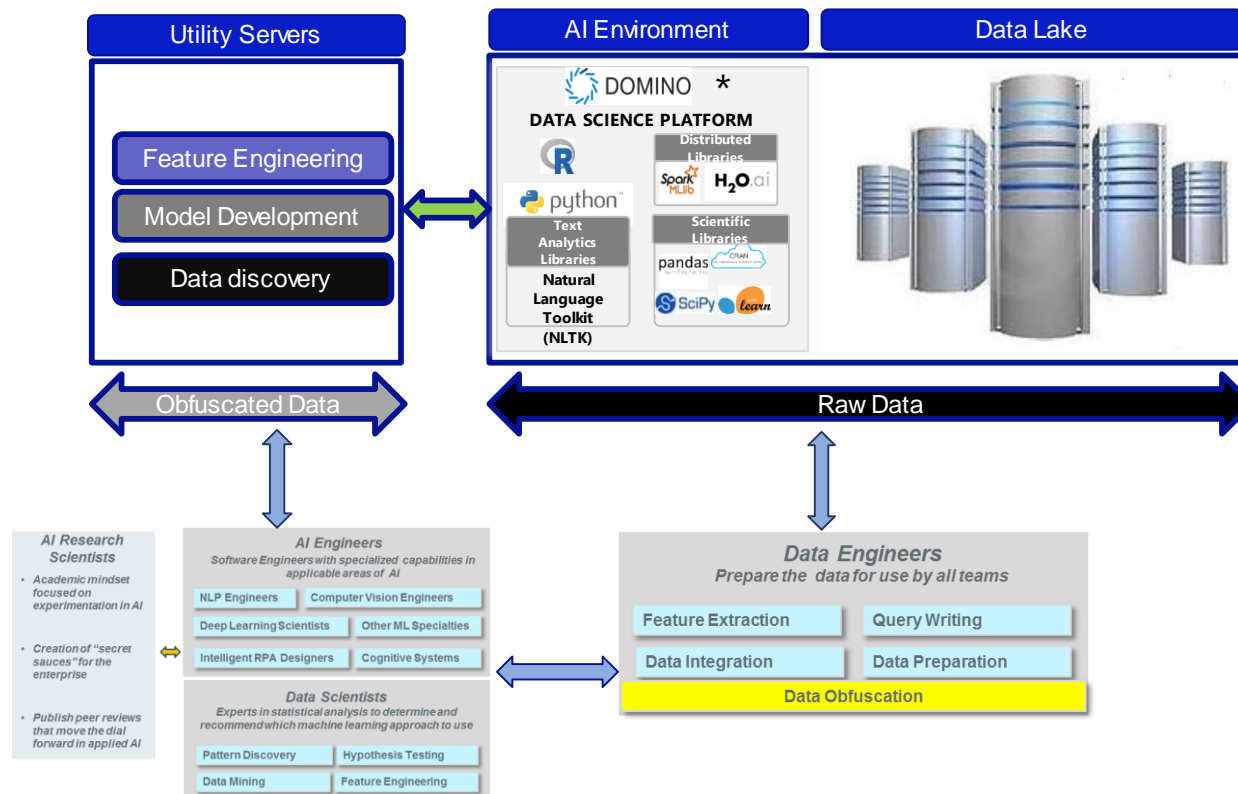 Utility Servers
AI Environment
Data Lake
DOMINO *
DATA SCIENCE PLATFORM
Feature Engineering
Model Development
Data discovery
R
python™
Text
Analytics
Libraries
Natural
Language
Toolkit
(NLTK)
Distributed
Libraries
Spark
MLlib
H2O.ai
Scientific
Libraries
pandas
CRAN
SciPy
learn
Obfuscated Data
Raw Data
AI Research
Scientists
• Academic mindset
focused on
experimentation in AI
• Creation of “secret
sauces” for the
enterprise
• Publish peer reviews
that move the dial
forward in applied AI
AI Engineers
Software Engineers with specialized capabilities in
applicable areas of AI
NLP Engineers
Computer Vision Engineers
Deep Learning Scientists
Other ML Specialties
Intelligent RPA Designers
Cognitive Systems
Data Scientists
Experts in statistical analysis to determine and
recommend which machine learning approach to use
Pattern Discovery
Hypothesis Testing
Data Mining
Feature Engineering
Data Engineers
Prepare the data for use by all teams
Feature Extraction
Query Writing
Data Integration
Data Preparation
Data Obfuscation